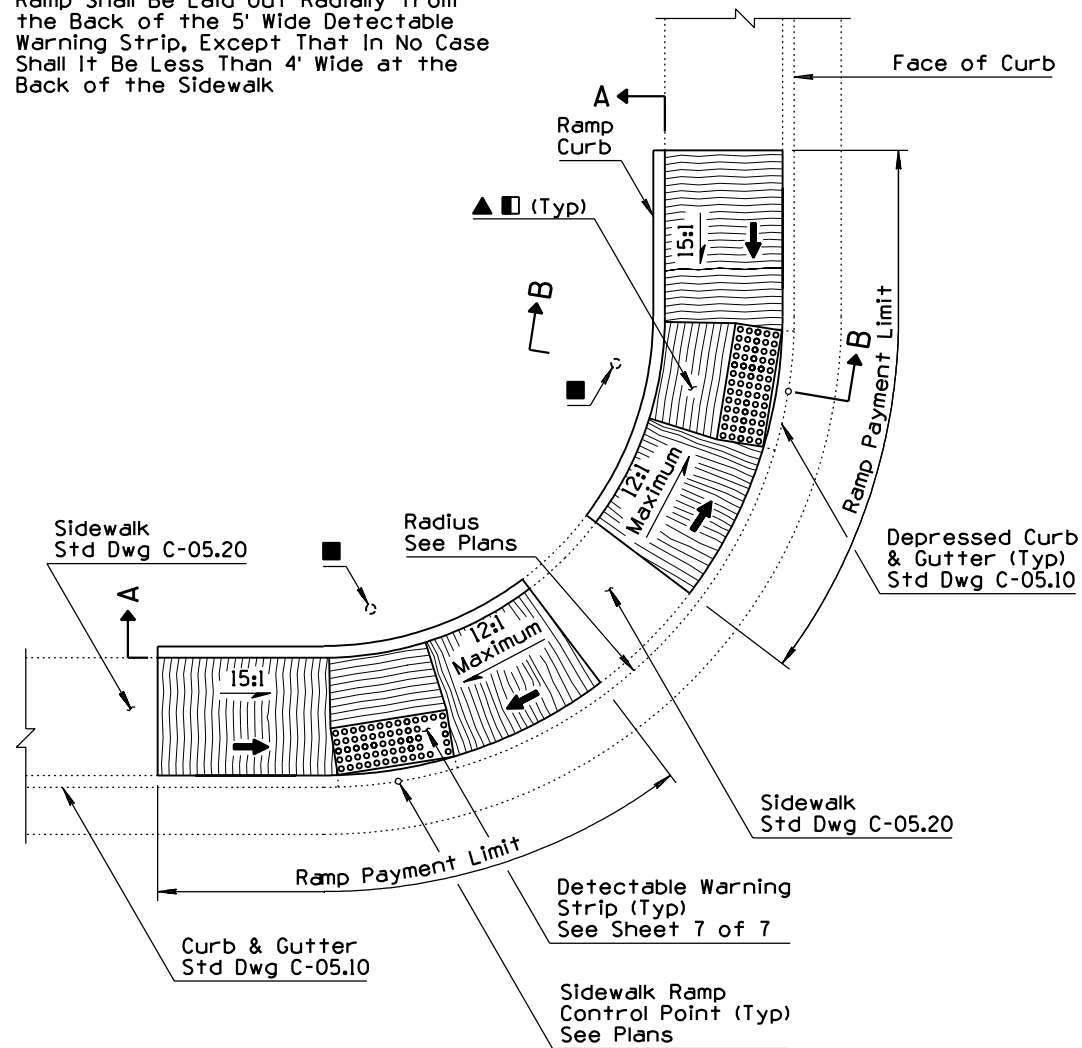 Ramp Shall Be Laid Out Radially from
the Back of the 5' Wide Detectable
Warning Strip, Except That In No Case
Shall It Be Less Than 4' Wide at the
Back of the Sidewalk
Face of Curb
A
Ramp
Curb
▲ ◧ (Typ)
15:1
B
B
■
12:1
Maximum
Ramp Payment Limit
Sidewalk
Std Dwg C-05.20
Radius
See Plans
■
Depressed Curb
& Gutter (Typ)
Std Dwg C-05.10
A
12:1
Maximum
15:1
Sidewalk
Std Dwg C-05.20
Ramp Payment Limit
Detectable Warning
Strip (Typ)
See Sheet 7 of 7
Curb & Gutter
Std Dwg C-05.10
Sidewalk Ramp
Control Point (Typ)
See Plans